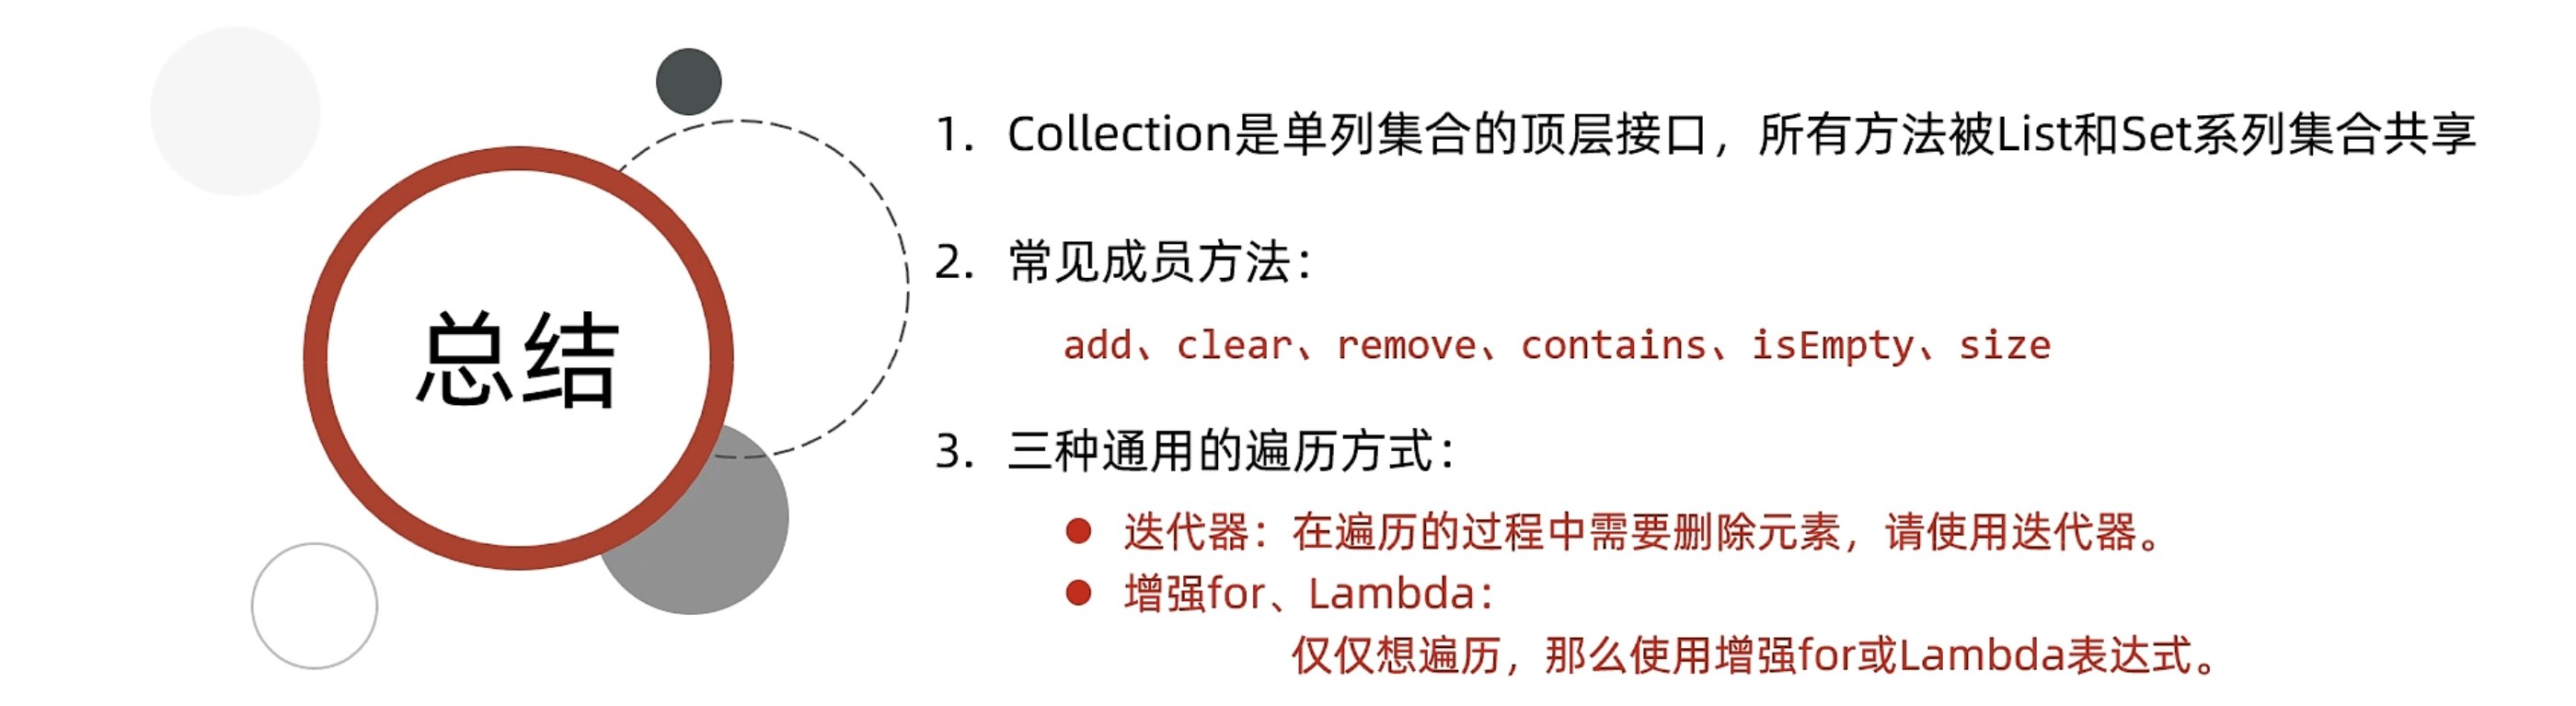 总结
1. Collection是单列集合的顶层接口，所有方法被List和Set系列集合共享
2. 常见成员方法：
add、clear、remove、contains、isEmpty、size
3. 三种通用的遍历方式：
● 迭代器：在遍历的过程中需要删除元素，请使用迭代器。
● 增强for、Lambda：
仅仅想遍历，那么使用增强for或Lambda表达式。